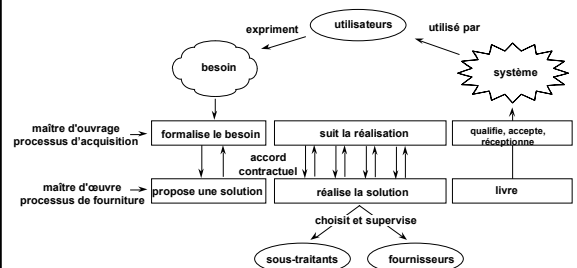 utilisateurs
expriment
utilisé par
besoin
système
maître d'ouvrage
processus d'acquisition
formalise le besoin
suit la réalisation
qualifie, accepte,
réceptionne
accord
contractuel
maître d'œuvre
processus de fourniture
propose une solution
réalise la solution
livre
choisit et supervise
sous-traitants
fournisseurs